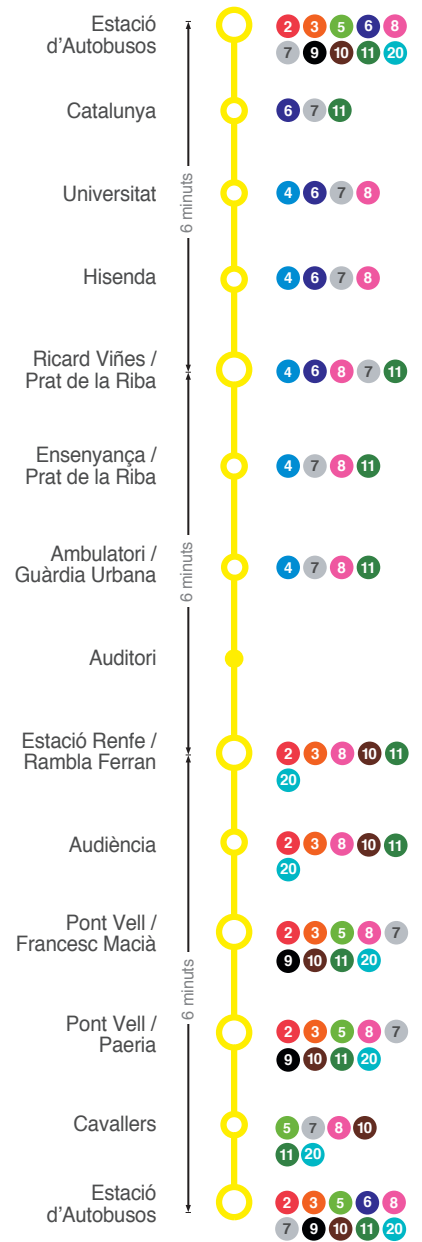 Estació
d'Autobusos
2 3 5 6 8
7 9 10 11 20
Catalunya
6 7 11
6 minuts
Universitat
4 6 7 8
Hisenda
4 6 7 8
Ricard Viñes /
Prat de la Riba
4 6 8 7 11
Ensenyança /
Prat de la Riba
4 7 8 11
6 minuts
Ambulatori /
Guàrdia Urbana
4 7 8 11
Auditori
Estació Renfe /
Rambla Ferran
2 3 8 10 11
20
Audiència
2 3 8 10 11
20
Pont Vell /
Francesc Macià
2 3 5 8 7
9 10 11 20
6 minuts
Pont Vell /
Paeria
2 3 5 8 7
9 10 11 20
Cavallers
5 7 8 10
11 20
Estació
d'Autobusos
2 3 5 6 8
7 9 10 11 20